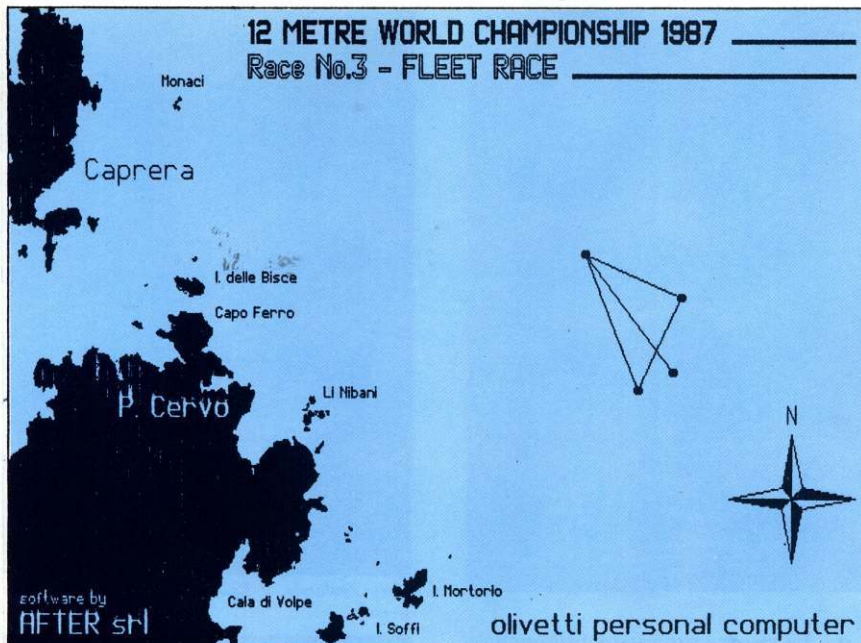 12 METRE WORLD CHAMPIONSHIP 1987
Race No.3 - FLEET RACE
Monaci
Caprera
I. delle Bisce
Capo Ferro
Li Nibani
P. Cervo
N
I. Mortorio
Cala di Volpe
I. Soffi
software by
AFTER srl
olivetti personal computer